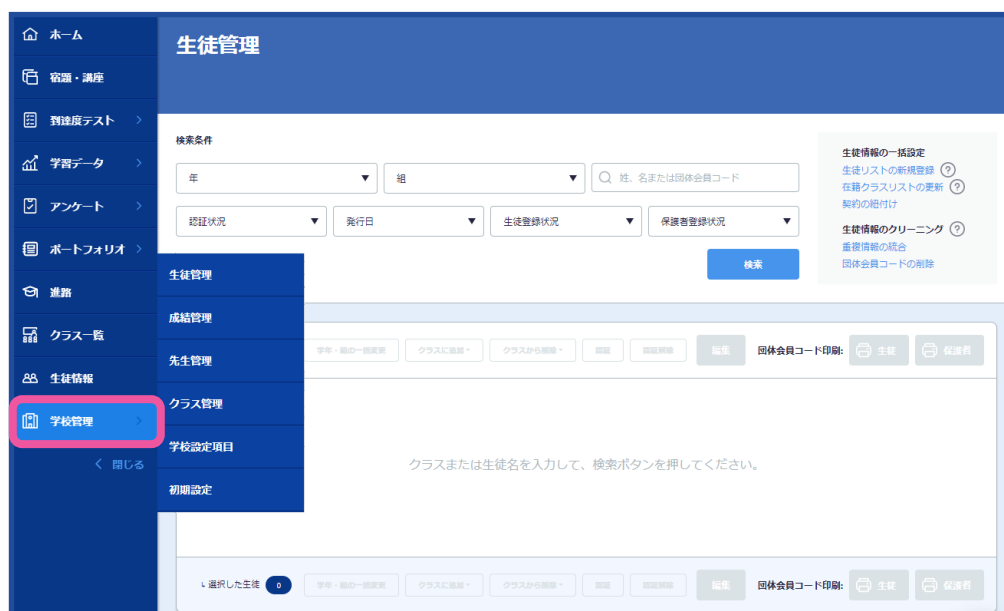 ホーム
宿題・講座
到達度テスト
学習データ
アンケート
ポートフォリオ
進路
クラス一覧
生徒情報
学校管理
閉じる
生徒管理
成績管理
先生管理
クラス管理
学校設定項目
初期設定
生徒管理
検索条件
年
組
姓、名または団体会員コード
認証状況
発行日
生徒登録状況
保護者登録状況
検索
生徒情報の一括設定
生徒リストの新規登録 ?
在籍クラスリストの更新 ?
契約の紐付け
生徒情報のクリーニング ?
重複情報の統合
団体会員コードの削除
学年・組の一括変更 クラスに追加 クラスから削除 認証 認証解除 編集 団体会員コード印刷: 生徒 保護者
クラスまたは生徒名を入力して、検索ボタンを押してください。
選択した生徒 0 学年・組の一括変更 クラスに追加 クラスから削除 認証 認証解除 編集 団体会員コード印刷: 生徒 保護者